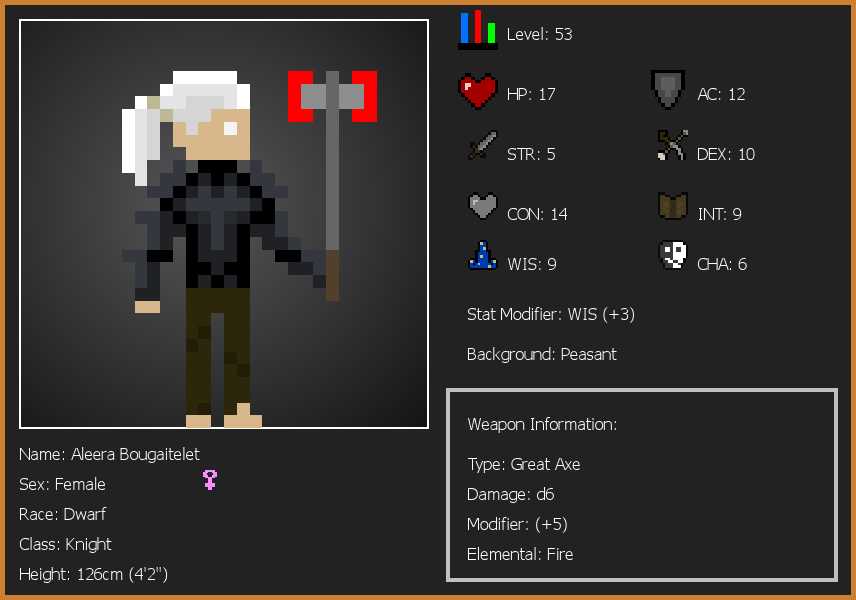 Level: 53
HP: 17
AC: 12
STR: 5
DEX: 10
CON: 14
INT: 9
WIS: 9
CHA: 6
Stat Modifier: WIS (+3)
Background: Peasant
Weapon Information:
Type: Great Axe
Damage: d6
Modifier: (+5)
Elemental: Fire
Name: Aleera Bougaitelet
Sex: Female
Race: Dwarf
Class: Knight
Height: 126cm (4'2")